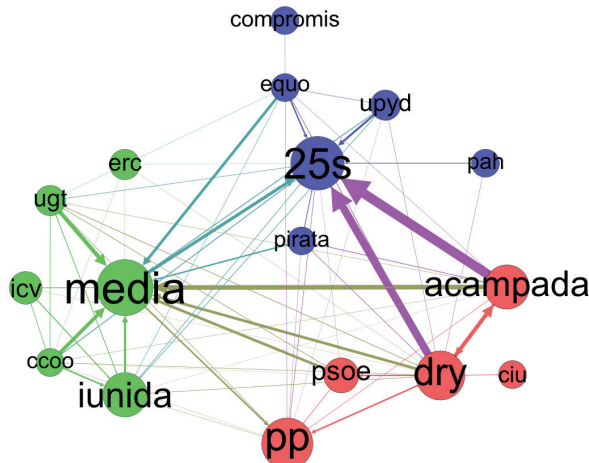 compromis
equo
upyd
25s
erc
pah
ugt
pirata
media
acampada
icv
ccoo
psoe
dry
ciu
iunida
pp